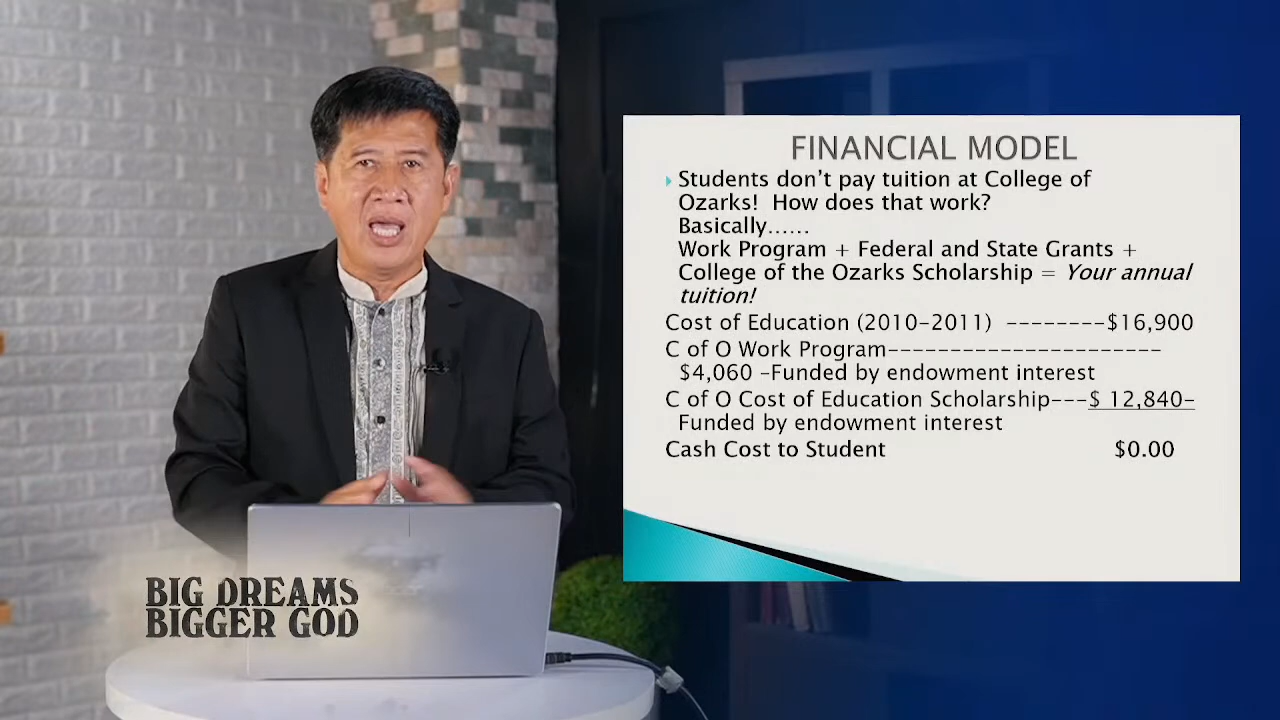 FINANCIAL MODEL
Students don't pay tuition at College of
Ozarks! How does that work?
Basically......
Work Program + Federal and State Grants +
College of the Ozarks Scholarship = Your annual
tuition!
Cost of Education (2010-2011) --------$16,900
C of O Work Program----------------------
$4,060 -Funded by endowment interest
C of O Cost of Education Scholarship---$ 12,840-
Funded by endowment interest
Cash Cost to Student $0.00
BIG DREAMS
BIGGER GOD